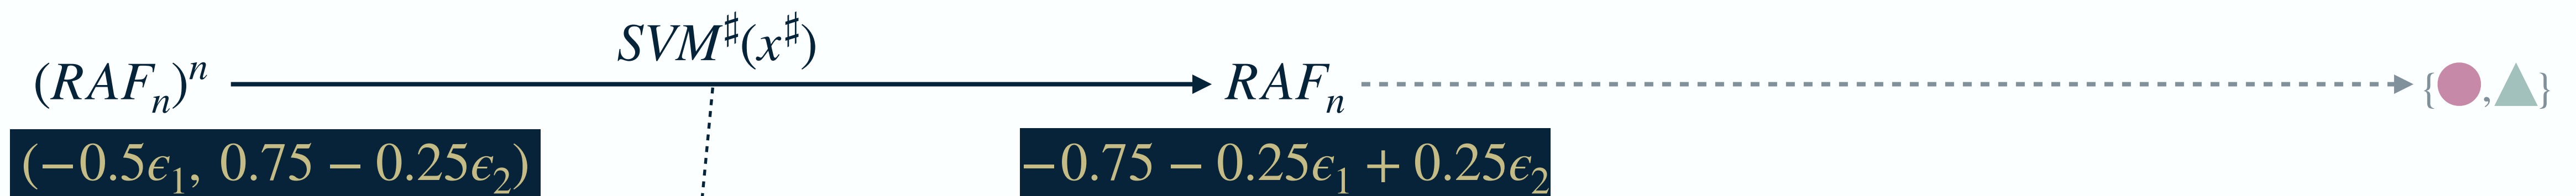 SVM♯(x♯)
(RAFₙ)ⁿ RAFₙ { , }
(−0.5ϵ₁, 0.75 − 0.25ϵ₂) −0.75 − 0.25ϵ₁ + 0.25ϵ₂